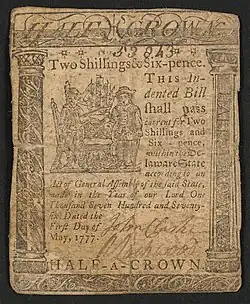 HALF A CROWN.
Two Shillings & Six-pence.
THIS In-
dented Bill
ſhall paſs
current for Two
Shillings and
Six-pence,
within the De-
laware State
according to an
Act of General Aſſembly of the ſaid State,
made in the Year of our Lord One
Thouſand Seven Hundred and Seventy-
ſix. Dated the
Firſt Day of
May, 1777.
John Clark
HALF-A-CROWN.